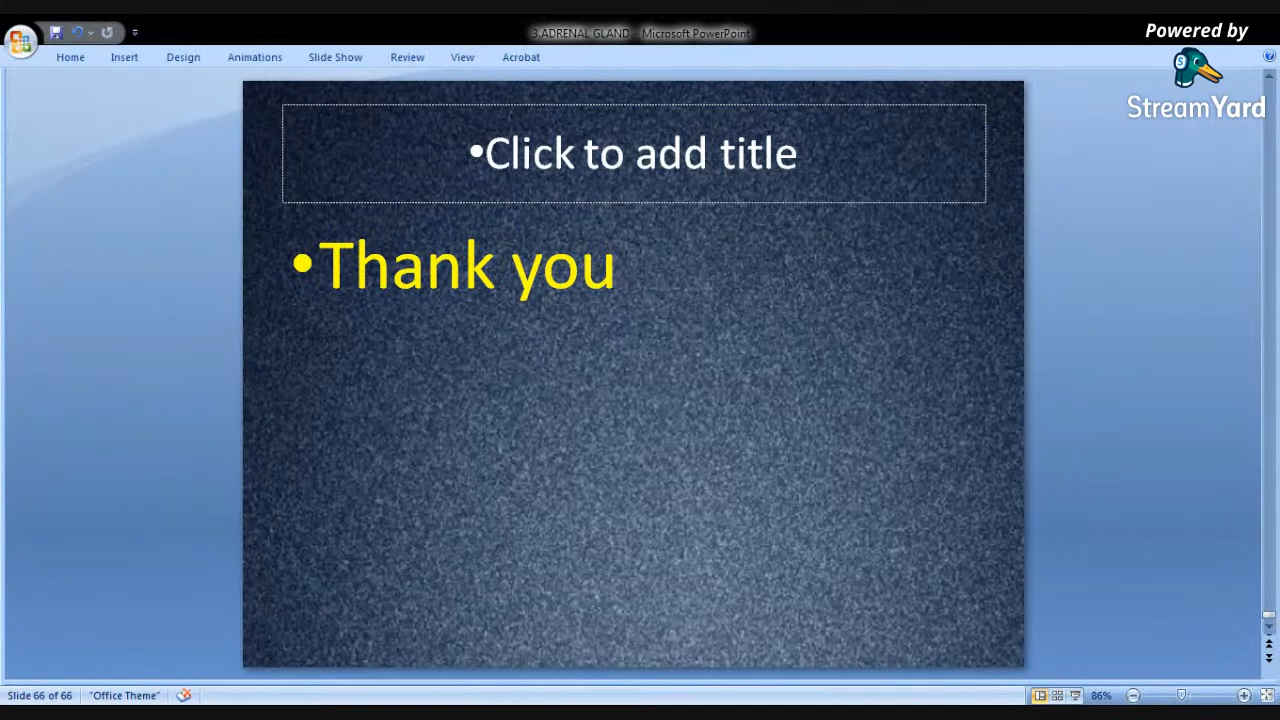 3.ADRENAL GLAND - Microsoft PowerPoint
Powered by
Home Insert Design Animations Slide Show Review View Acrobat
StreamYard
•Click to add title
•Thank you
Slide 66 of 66 "Office Theme" 86%